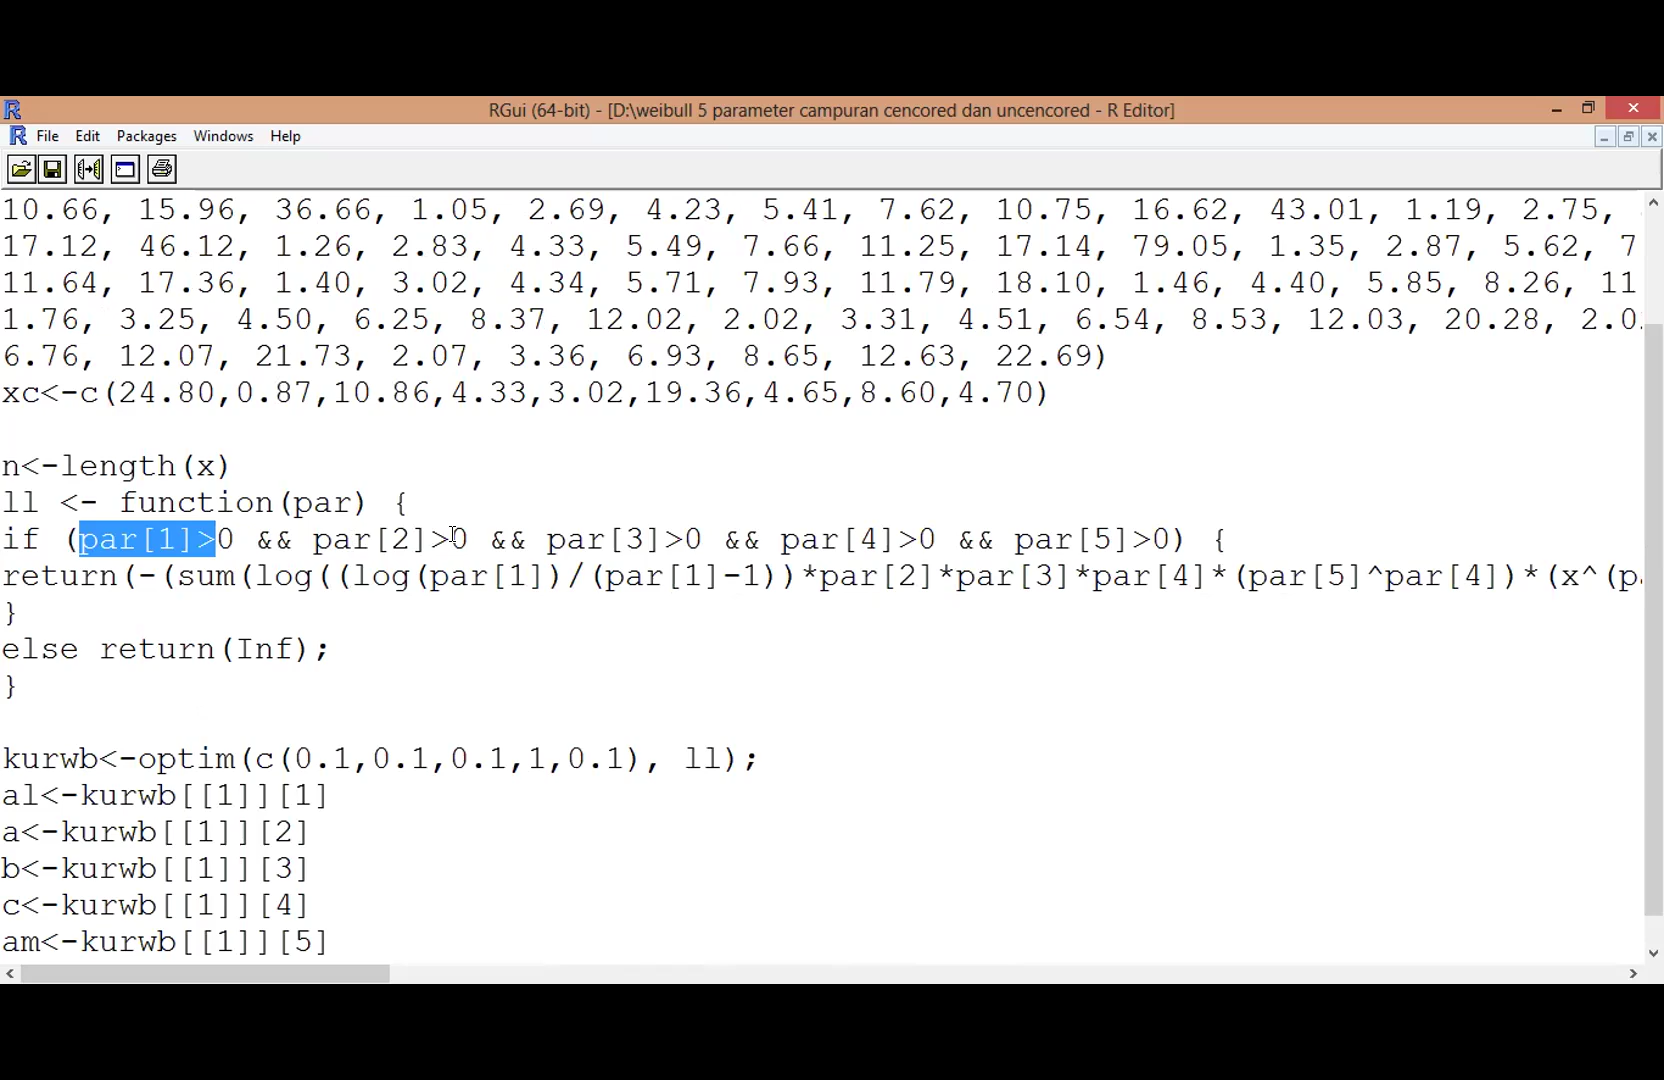 RGui (64-bit) - [D:\weibull 5 parameter campuran cencored dan uncencored - R Editor]
File Edit Packages Windows Help
10.66, 15.96, 36.66, 1.05, 2.69, 4.23, 5.41, 7.62, 10.75, 16.62, 43.01, 1.19, 2.75,
17.12, 46.12, 1.26, 2.83, 4.33, 5.49, 7.66, 11.25, 17.14, 79.05, 1.35, 2.87, 5.62, 7
11.64, 17.36, 1.40, 3.02, 4.34, 5.71, 7.93, 11.79, 18.10, 1.46, 4.40, 5.85, 8.26, 11
1.76, 3.25, 4.50, 6.25, 8.37, 12.02, 2.02, 3.31, 4.51, 6.54, 8.53, 12.03, 20.28, 2.0
6.76, 12.07, 21.73, 2.07, 3.36, 6.93, 8.65, 12.63, 22.69)
xc<-c(24.80,0.87,10.86,4.33,3.02,19.36,4.65,8.60,4.70)
n<-length(x)
ll <- function(par) {
if (par[1]>0 && par[2]>0 && par[3]>0 && par[4]>0 && par[5]>0) {
return(-(sum(log((log(par[1])/(par[1]-1))*par[2]*par[3]*par[4]*(par[5]^par[4])*(x^(pa
}
else return(Inf);
}
kurwb<-optim(c(0.1,0.1,0.1,1,0.1), ll);
al<-kurwb[[1]][1]
a<-kurwb[[1]][2]
b<-kurwb[[1]][3]
c<-kurwb[[1]][4]
am<-kurwb[[1]][5]